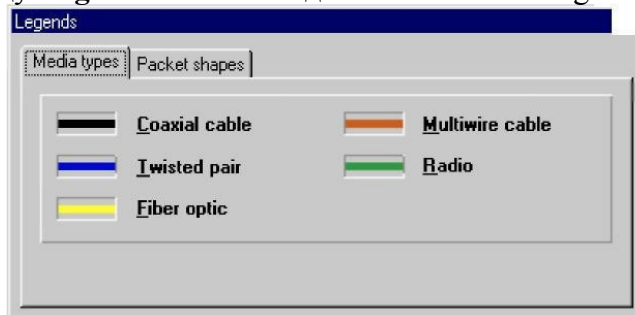 Legends
Media types Packet shapes
Coaxial cable Multiwire cable
Twisted pair Radio
Fiber optic